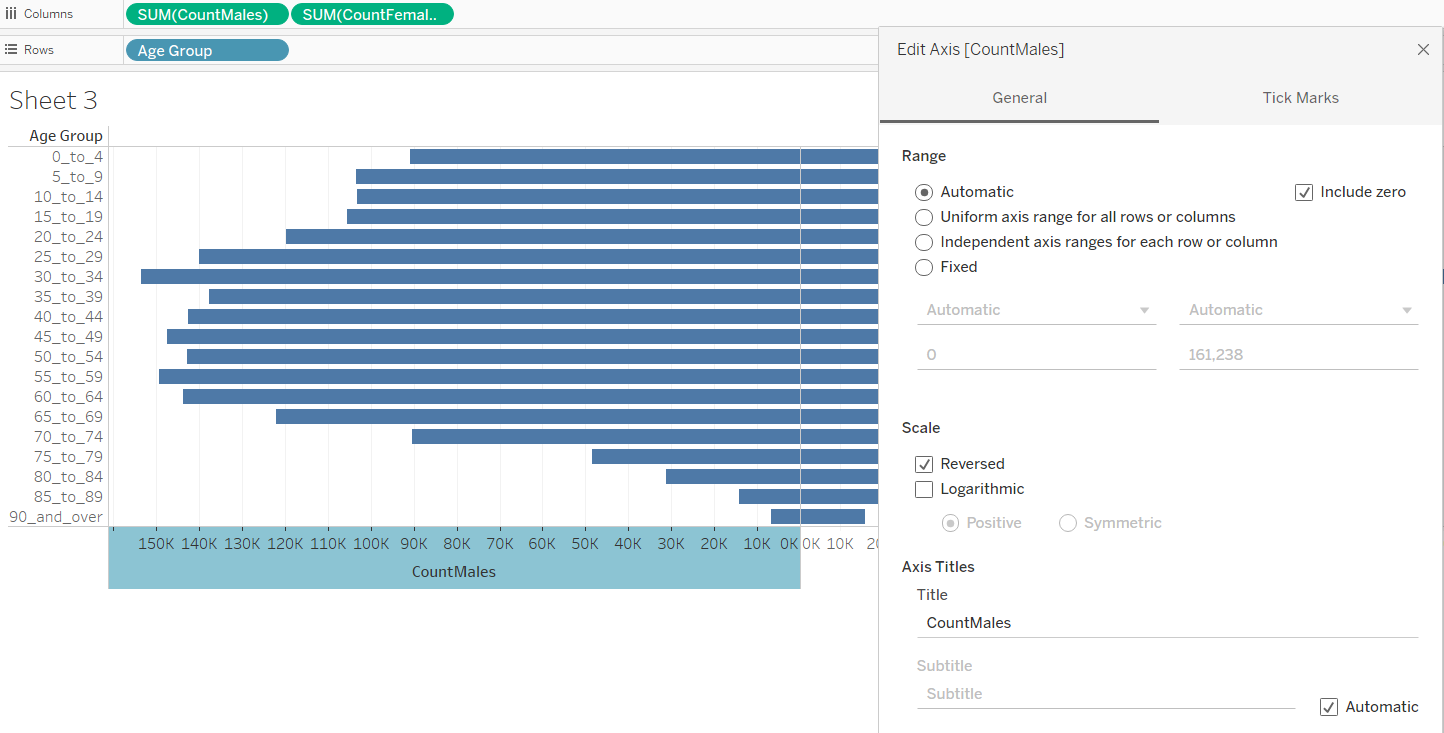 Columns SUM(CountMales) SUM(CountFemal..
Rows Age Group
Sheet 3
Age Group
0_to_4
5_to_9
10_to_14
15_to_19
20_to_24
25_to_29
30_to_34
35_to_39
40_to_44
45_to_49
50_to_54
55_to_59
60_to_64
65_to_69
70_to_74
75_to_79
80_to_84
85_to_89
90_and_over
150K 140K 130K 120K 110K 100K 90K 80K 70K 60K 50K 40K 30K 20K 10K 0K 0K 10K
CountMales
Edit Axis [CountMales]
General Tick Marks
Range
Automatic Include zero
Uniform axis range for all rows or columns
Independent axis ranges for each row or column
Fixed
Automatic Automatic
0 161,238
Scale
Reversed
Logarithmic
Positive Symmetric
Axis Titles
Title
CountMales
Subtitle
Subtitle Automatic